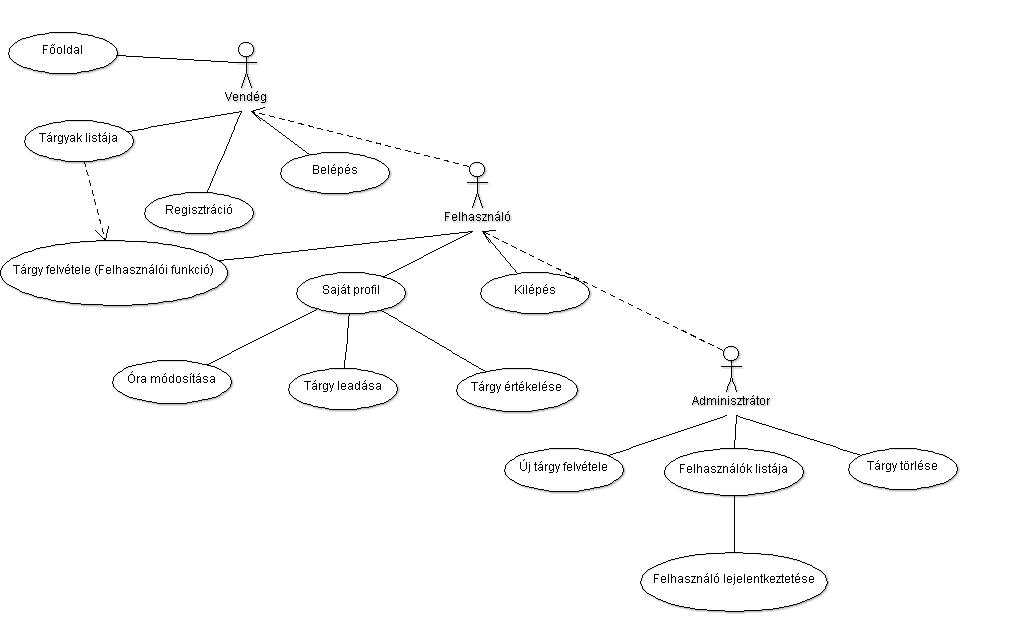 Főoldal
Vendég
Tárgyak listája
Belépés
Regisztráció
Felhasználó
Tárgy felvétele (Felhasználói funkció)
Saját profil
Kilépés
Óra módosítása
Tárgy leadása
Tárgy értékelése
Adminisztrátor
Új tárgy felvétele
Felhasználók listája
Tárgy törlése
Felhasználó lejelentkeztetése